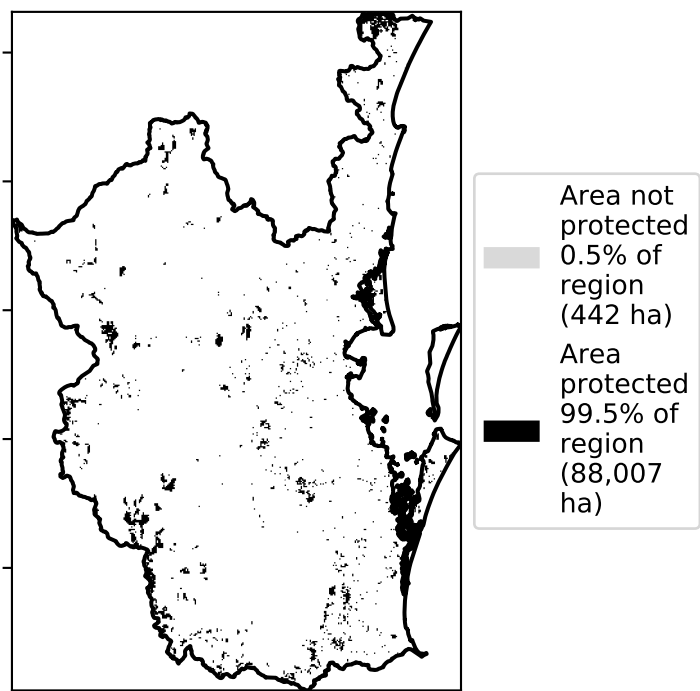 Area not
protected
0.5% of
region
(442 ha)
Area
protected
99.5% of
region
(88,007
ha)